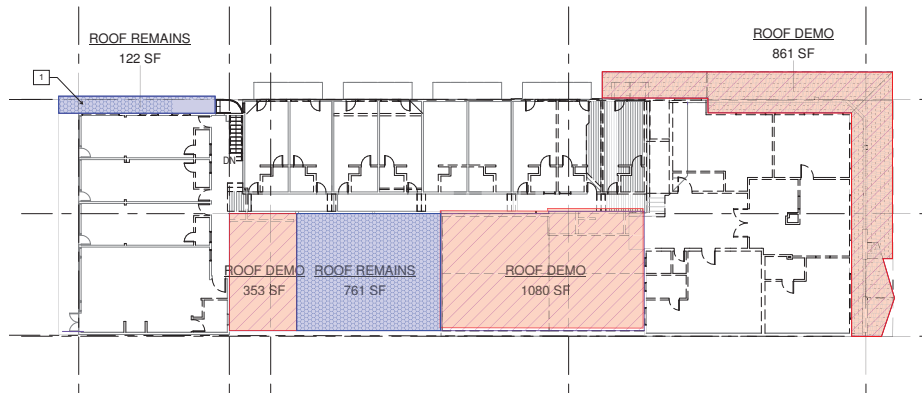 ROOF REMAINS
122 SF
ROOF DEMO
861 SF
1
DN
ROOF DEMO
353 SF
ROOF REMAINS
761 SF
ROOF DEMO
1080 SF